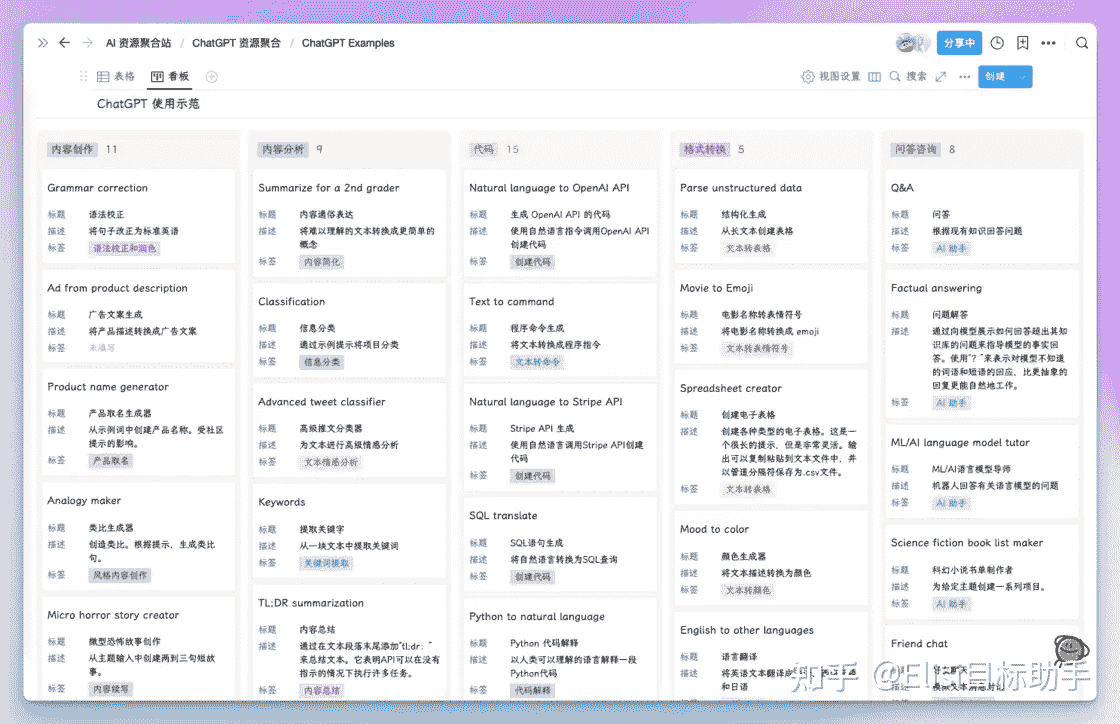 AI 资源聚合站 / ChatGPT 资源聚合 / ChatGPT Examples
分享中
表格 看板
视图设置 搜索 创建
ChatGPT 使用示范
内容创作 11
Grammar correction
标题 语法校正
描述 将句子改正为标准英语
标签 语法校正和润色
Ad from product description
标题 广告文案生成
描述 将产品描述转换成广告文案
标签 未填写
Product name generator
标题 产品取名生成器
描述 从示例词中创建产品名称。受社区
提示的影响。
标签 产品取名
Analogy maker
标题 类比生成器
描述 创造类比。根据提示，生成类比
句。
标签 风格内容创作
Micro horror story creator
标题 微型恐怖故事创作
描述 从主题输入中创建两到三句短故
事。
标签 内容续写
内容分析 9
Summarize for a 2nd grader
标题 内容通俗表达
描述 将难以理解的文本转换成更简单的
概念
标签 内容简化
Classification
标题 信息分类
描述 通过示例提示将项目分类
标签 信息分类
Advanced tweet classifier
标题 高级推文分类器
描述 为文本进行高级情感分析
标签 文本情感分析
Keywords
标题 提取关键字
描述 从一块文本中提取关键词
标签 关键词提取
TL;DR summarization
标题 内容总结
描述 通过在文本段落末尾添加"tl;dr: "
来总结文本。它表明API可以在没有
指示的情况下执行许多任务。
标签 内容总结
代码 15
Natural language to OpenAI API
标题 生成 OpenAI API 的代码
描述 使用自然语言指令调用OpenAI API
创建代码
标签 创建代码
Text to command
标题 程序命令生成
描述 将文本转换成程序指令
标签 文本转命令
Natural language to Stripe API
标题 Stripe API 生成
描述 使用自然语言调用Stripe API创建
代码
标签 创建代码
SQL translate
标题 SQL语句生成
描述 将自然语言转换为SQL查询
标签 创建代码
Python to natural language
标题 Python 代码解释
描述 以人类可以理解的语言解释一段
Python代码
标签 代码解释
格式转换 5
Parse unstructured data
标题 结构化生成
描述 从长文本创建表格
标签 文本转表格
Movie to Emoji
标题 电影名称转表情符号
描述 将电影名称转换成 emoji
标签 文本转表情符号
Spreadsheet creator
标题 创建电子表格
描述 创建各种类型的电子表格。这是一
个很长的提示，但是非常灵活。输
出可以复制粘贴到文本文件中，并
以管道分隔符保存为.csv文件。
标签 文本转表格
Mood to color
标题 颜色生成器
描述 将文本描述转换为颜色
标签 文本转颜色
English to other languages
标题 语言翻译
描述 将英语文本翻译成
和日语
问答咨询 8
Q&A
标题 问答
描述 根据现有知识回答问题
标签 AI 助手
Factual answering
标题 问题解答
描述 通过向模型展示如何回答超出其知
识库的问题来指导模型的事实回
答。使用"？"来表示对模型不知道
的词语和短语的回应，比更抽象的
回复更能自然地工作。
标签 AI 助手
ML/AI language model tutor
标题 ML/AI语言模型导师
描述 机器人回答有关语言模型的问题
标签 AI 助手
Science fiction book list maker
标题 科幻小说书单制作者
描述 为给定主题创建一系列项目。
标签 AI 助手
Friend chat
标题
描述
知乎 @EList目标助手